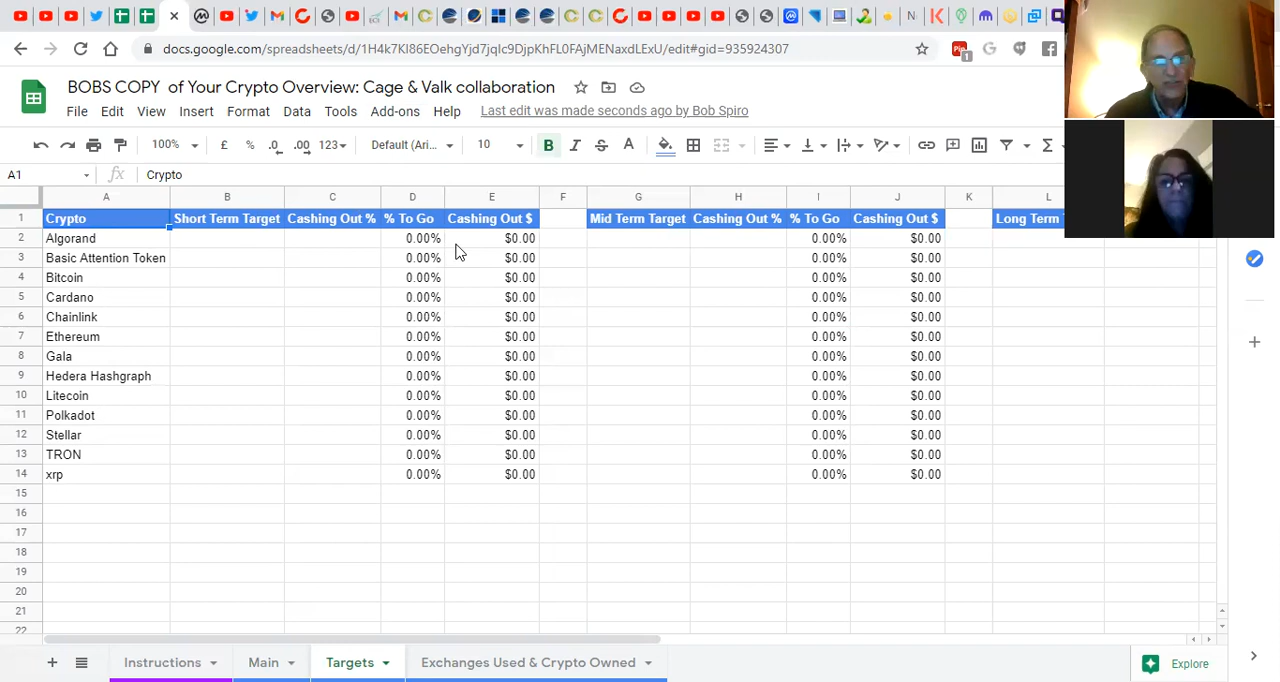 docs.google.com/spreadsheets/d/1H4k7Kl86EOehgYjd7jqIc9DjpKhFL0FAjMENaxdLExU/edit#gid=935924307
BOBS COPY of Your Crypto Overview: Cage & Valk collaboration
File Edit View Insert Format Data Tools Add-ons Help Last edit was made seconds ago by Bob Spiro
100% £ % .0 .00 123 Default (Ari... 10 B I S A
A1 fx Crypto
A B C D E F G H I J K L
1 Crypto Short Term Target Cashing Out % % To Go Cashing Out $ Mid Term Target Cashing Out % % To Go Cashing Out $ Long Term
2 Algorand 0.00% $0.00 0.00% $0.00
3 Basic Attention Token 0.00% $0.00 0.00% $0.00
4 Bitcoin 0.00% $0.00 0.00% $0.00
5 Cardano 0.00% $0.00 0.00% $0.00
6 Chainlink 0.00% $0.00 0.00% $0.00
7 Ethereum 0.00% $0.00 0.00% $0.00
8 Gala 0.00% $0.00 0.00% $0.00
9 Hedera Hashgraph 0.00% $0.00 0.00% $0.00
10 Litecoin 0.00% $0.00 0.00% $0.00
11 Polkadot 0.00% $0.00 0.00% $0.00
12 Stellar 0.00% $0.00 0.00% $0.00
13 TRON 0.00% $0.00 0.00% $0.00
14 xrp 0.00% $0.00 0.00% $0.00
15
16
17
18
19
20
21
22
Instructions Main Targets Exchanges Used & Crypto Owned Explore